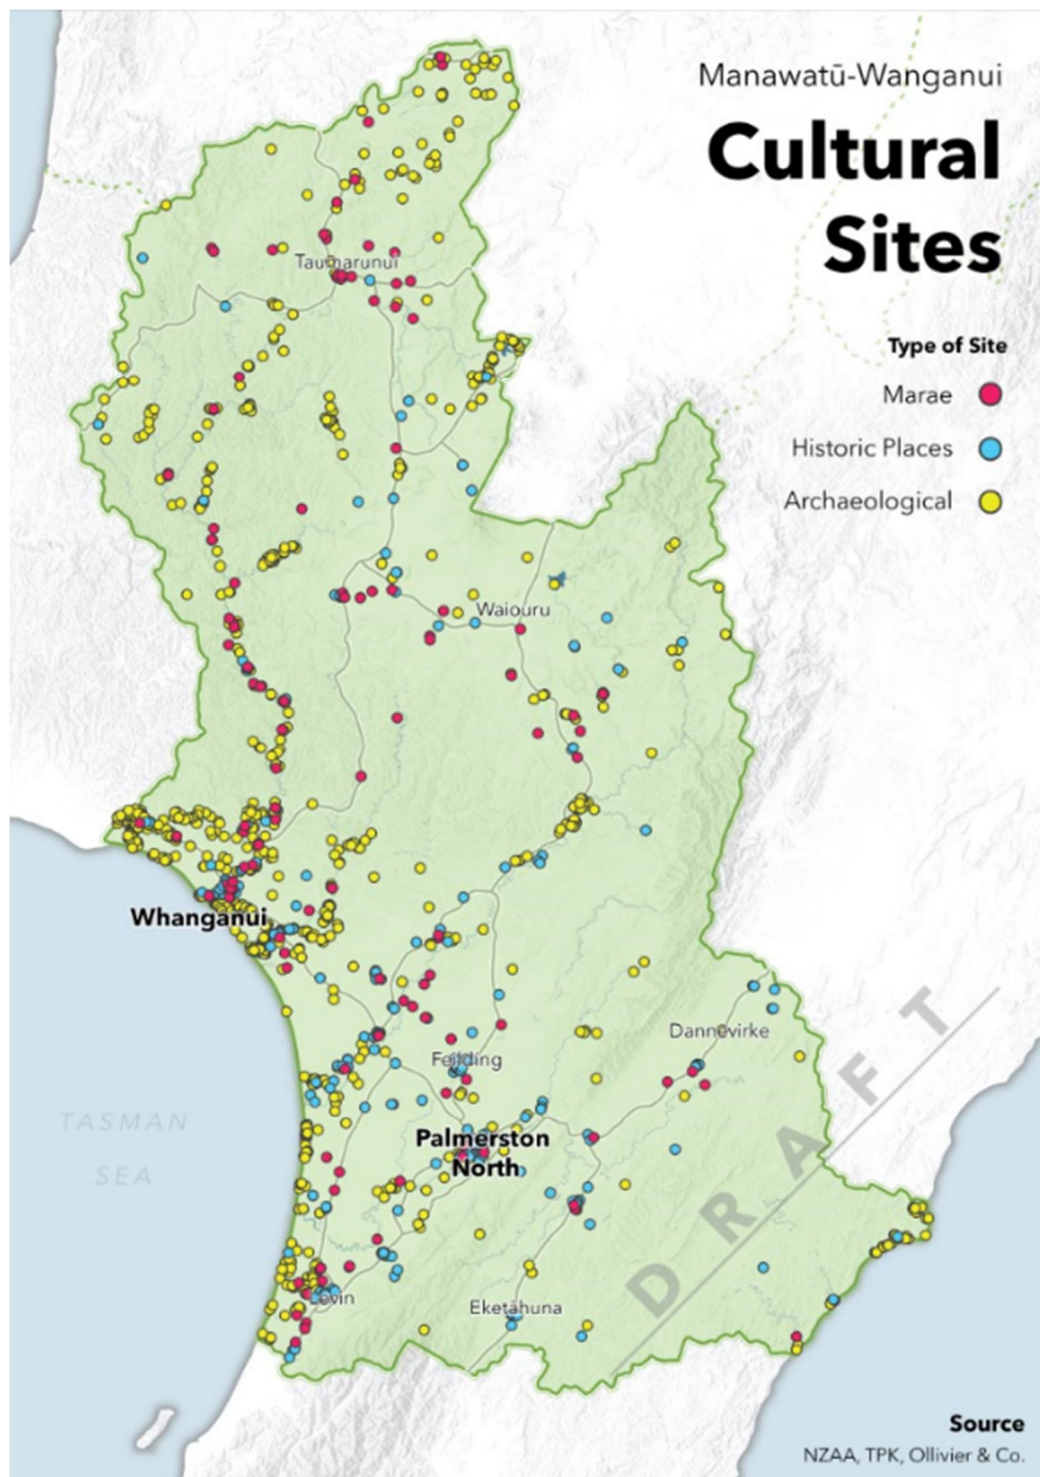 Manawatū-Wanganui
Cultural
Sites
Type of Site
Marae
Historic Places
Archaeological
Taumarunui
Waiouru
Whanganui
Dannevirke
Feilding
TASMAN
SEA
Palmerston
North
Levin
Eketāhuna
DRAFT
Source
NZAA, TPK, Ollivier & Co.